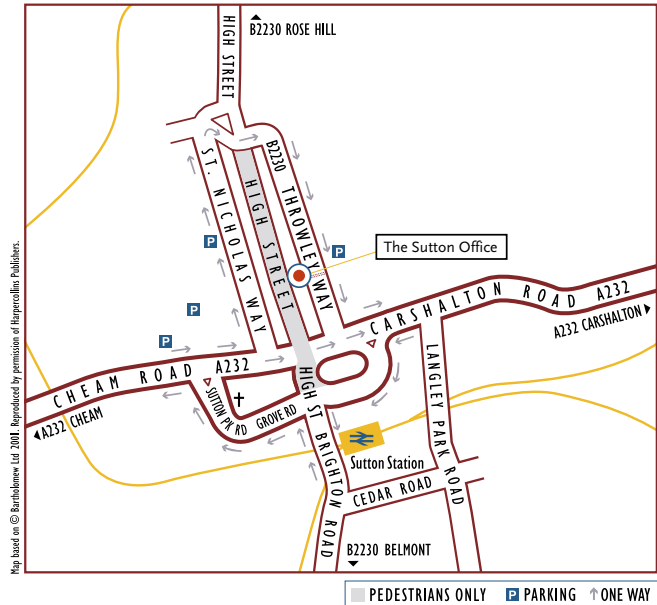 B2230 ROSE HILL
HIGH STREET
B2230 THROWLEY WAY
ST. NICHOLAS WAY
HIGH STREET
P
P
P
P
The Sutton Office
CARSHALTON ROAD A232
A232 CARSHALTON
CHEAM ROAD A232
A232 CHEAM
SUTTON PK RD
GROVE RD
HIGH ST
BRIGHTON ROAD
LANGLEY PARK ROAD
Sutton Station
CEDAR ROAD
B2230 BELMONT
Map based on © Bartholomew Ltd 2001. Reproduced by permission of Harpercollins Publishers.
PEDESTRIANS ONLY P PARKING ONE WAY